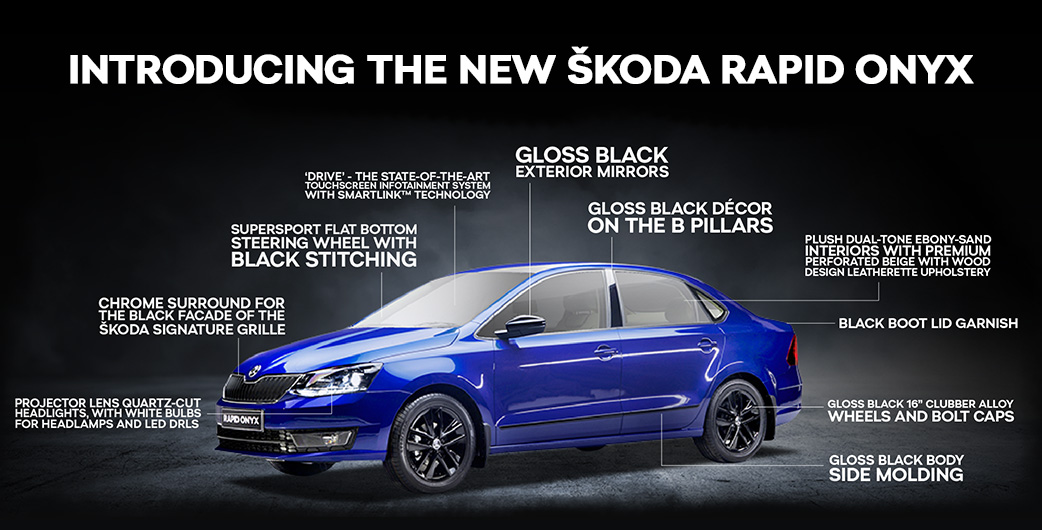 INTRODUCING THE NEW ŠKODA RAPID ONYX
GLOSS BLACK
EXTERIOR MIRRORS
‘DRIVE’ - THE STATE-OF-THE-ART
TOUCHSCREEN INFOTAINMENT SYSTEM
WITH SMARTLINK™ TECHNOLOGY
GLOSS BLACK DÉCOR
ON THE B PILLARS
SUPERSPORT FLAT BOTTOM
STEERING WHEEL WITH
BLACK STITCHING
PLUSH DUAL-TONE EBONY-SAND
INTERIORS WITH PREMIUM
PERFORATED BEIGE WITH WOOD
DESIGN LEATHERETTE UPHOLSTERY
CHROME SURROUND FOR
THE BLACK FACADE OF THE
ŠKODA SIGNATURE GRILLE
BLACK BOOT LID GARNISH
PROJECTOR LENS QUARTZ-CUT
HEADLIGHTS, WITH WHITE BULBS
FOR HEADLAMPS AND LED DRLS
RAPID ONYX
GLOSS BLACK 16” CLUBBER ALLOY
WHEELS AND BOLT CAPS
GLOSS BLACK BODY
SIDE MOLDING